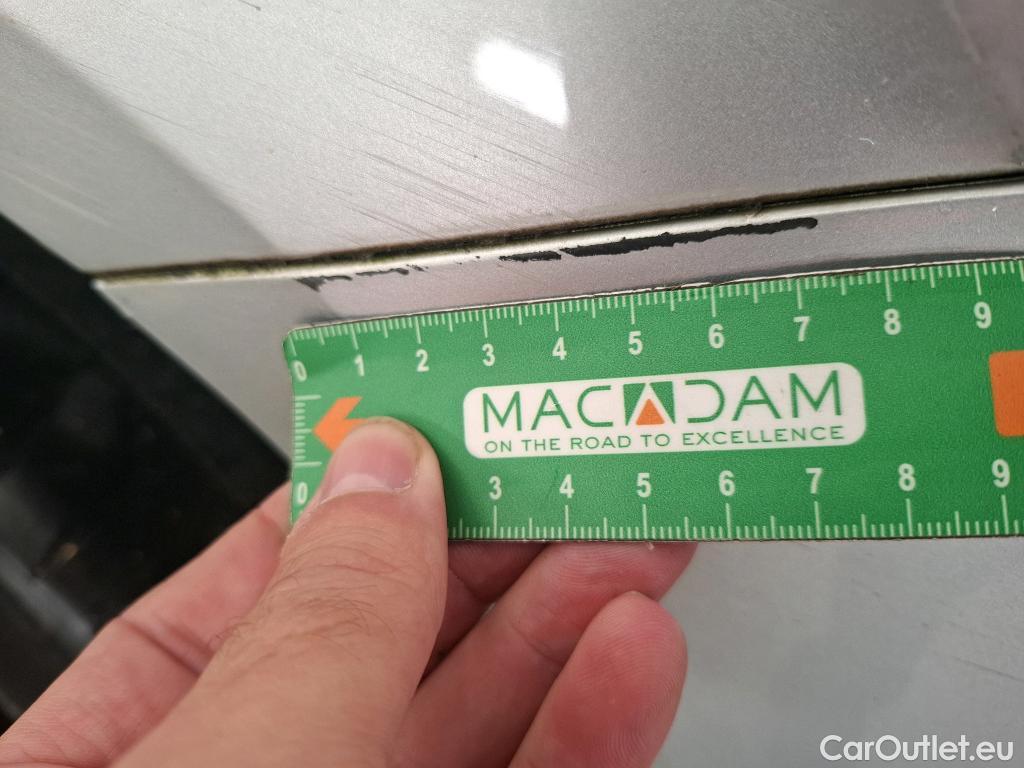 0 1 2 3 4 5 6 7 8 9
MACADAM
ON THE ROAD TO EXCELLENCE
0 3 4 5 6 7 8 9
CarOutlet.eu